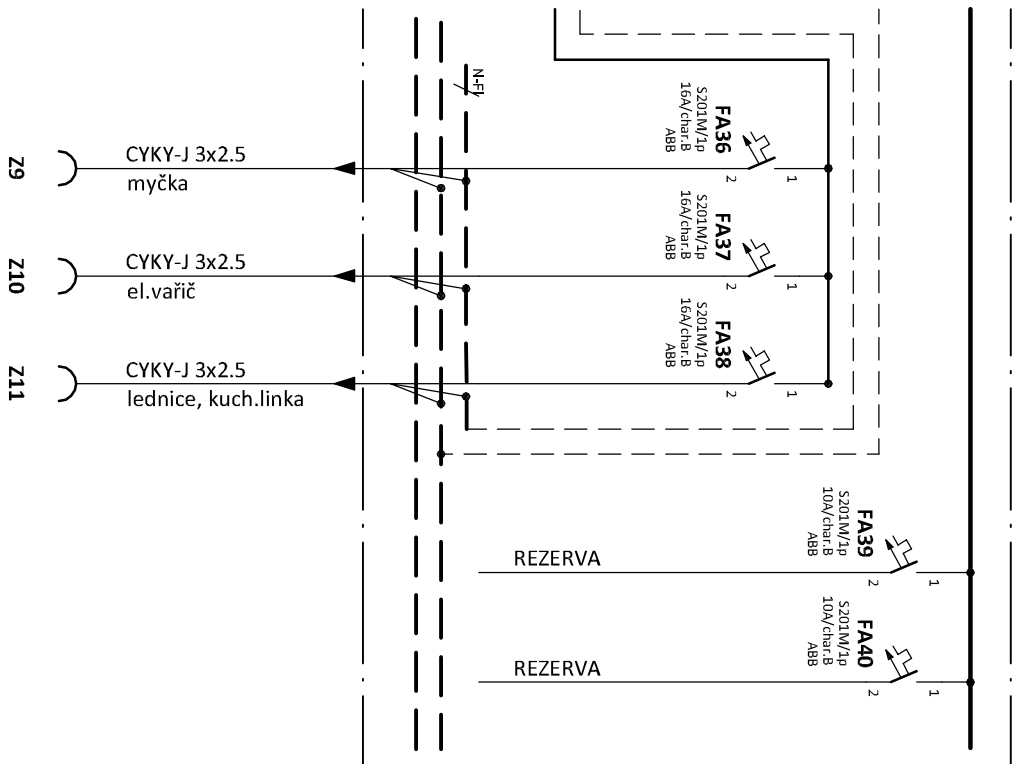 N-FI
FA36
S201M/1p
16A/char.B
ABB
2
1
Z9
CYKY-J 3x2.5
myčka
FA37
S201M/1p
16A/char.B
ABB
2
1
Z10
CYKY-J 3x2.5
el.vařič
FA38
S201M/1p
16A/char.B
ABB
2
1
Z11
CYKY-J 3x2.5
lednice, kuch.linka
FA39
S201M/1p
10A/char.B
ABB
2
1
REZERVA
FA40
S201M/1p
10A/char.B
ABB
2
1
REZERVA